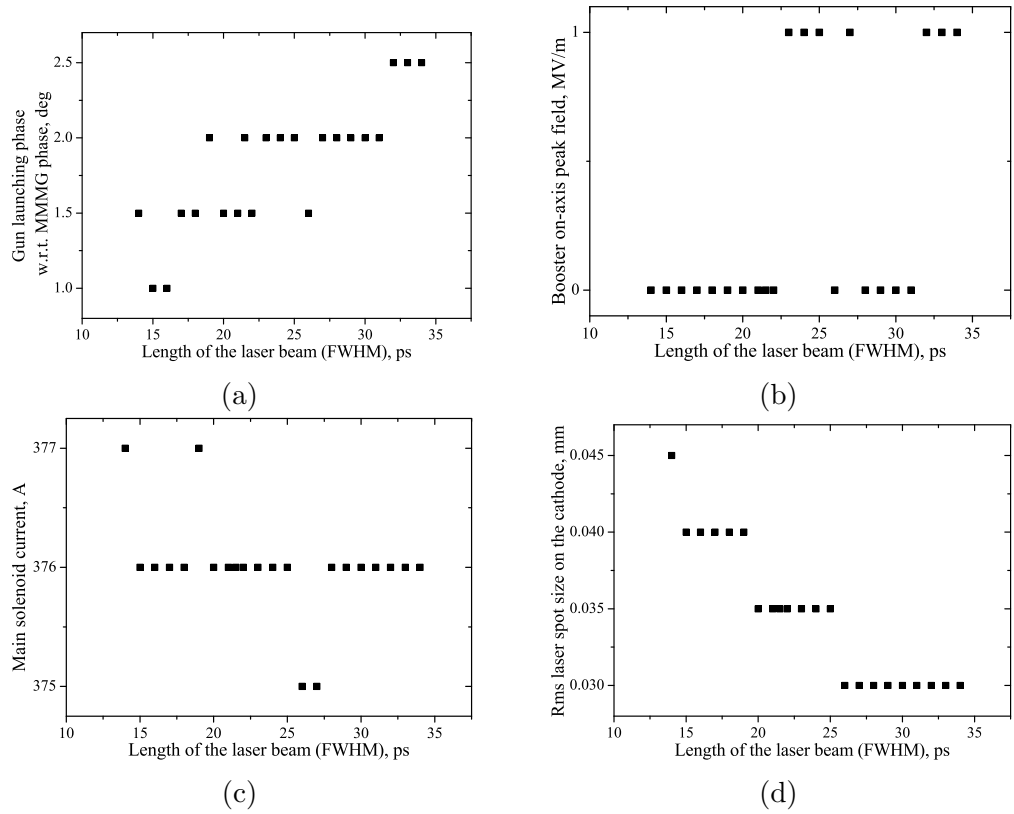 Gun launching phase
w.r.t. MMMG phase, deg
2.5
2.0
1.5
1.0
10 15 20 25 30 35
Length of the laser beam (FWHM), ps
(a)
Booster on-axis peak field, MV/m
1
0
10 15 20 25 30 35
Length of the laser beam (FWHM), ps
(b)
Main solenoid current, A
377
376
375
10 15 20 25 30 35
Length of the laser beam (FWHM), ps
(c)
Rms laser spot size on the cathode, mm
0.045
0.040
0.035
0.030
10 15 20 25 30 35
Length of the laser beam (FWHM), ps
(d)